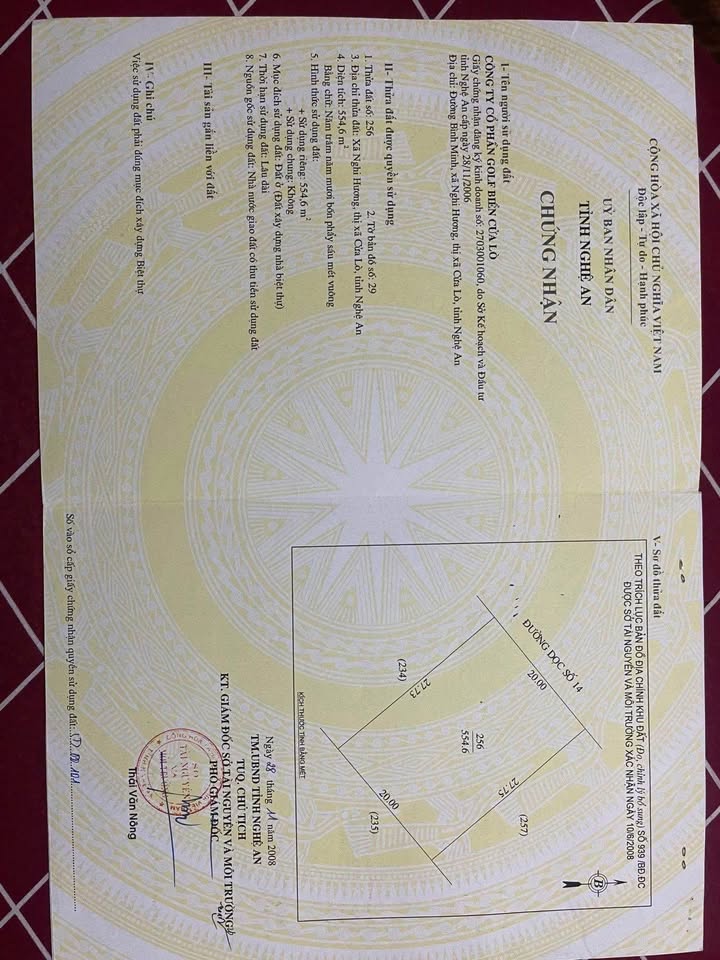 CỘNG HÒA XÃ HỘI CHỦ NGHĨA VIỆT NAM
Độc lập - Tự do - Hạnh phúc
UỶ BAN NHÂN DÂN
TỈNH NGHỆ AN
CHỨNG NHẬN
I- Tên người sử dụng đất
CÔNG TY CỔ PHẦN GOLF BIỂN CỬA LÒ
Giấy chứng nhận đăng ký kinh doanh số: 2703001060, do Sở Kế hoạch và Đầu tư
tỉnh Nghệ An cấp ngày 28/11/2006
Địa chỉ: Đường Bình Minh, xã Nghi Hương, thị xã Cửa Lò, tỉnh Nghệ An
II- Thửa đất được quyền sử dụng
1. Thửa đất số: 256 2. Tờ bản đồ số: 29
3. Địa chỉ thửa đất: Xã Nghi Hương, thị xã Cửa Lò, tỉnh Nghệ An
4. Diện tích: 554,6 m²
Bằng chữ: Năm trăm năm mươi bốn phẩy sáu mét vuông
5. Hình thức sử dụng đất:
+ Sử dụng riêng: 554,6 m²
+ Sử dụng chung: Không
6. Mục đích sử dụng đất: Đất ở (Đất xây dựng nhà biệt thự)
7. Thời hạn sử dụng đất: Lâu dài
8. Nguồn gốc sử dụng đất: Nhà nước giao đất có thu tiền sử dụng đất
III- Tài sản gắn liền với đất
IV- Ghi chú
Việc sử dụng đất phải đúng mục đích xây dựng Biệt thự
V- Sơ đồ thửa đất
THEO TRÍCH LỤC BẢN ĐỒ ĐỊA CHÍNH KHU ĐẤT (Đo, chỉnh lý bổ sung) SỐ 939 /BĐ.ĐC
ĐƯỢC SỞ TÀI NGUYÊN VÀ MÔI TRƯỜNG XÁC NHẬN NGÀY 10/6/2008
B
ĐƯỜNG DỌC SỐ 14
20.00
(234)
27.73
256
554.6
27.75
(257)
20.00
(235)
KÍCH THƯỚC TÍNH BẰNG MÉT
Ngày 28 tháng 11 năm 2008
TM.UBND TỈNH NGHỆ AN
TUQ. CHỦ TỊCH
KT. GIÁM ĐỐC SỞ TÀI NGUYÊN VÀ MÔI TRƯỜNG
PHÓ GIÁM ĐỐC
SỞ
TÀI NGUYÊN
VÀ
Thái Văn Nông
Số vào sổ cấp giấy chứng nhận quyền sử dụng đất: